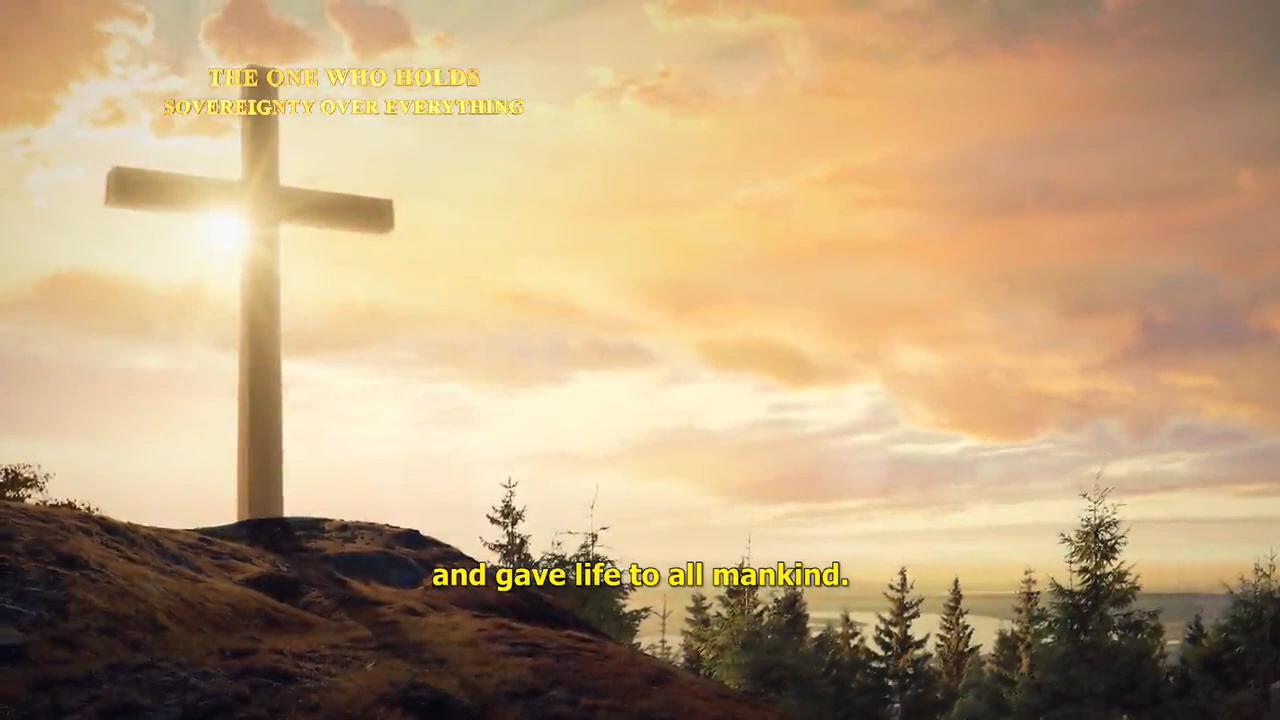 THE ONE WHO HOLDS
SOVEREIGNTY OVER EVERYTHING
and gave life to all mankind.